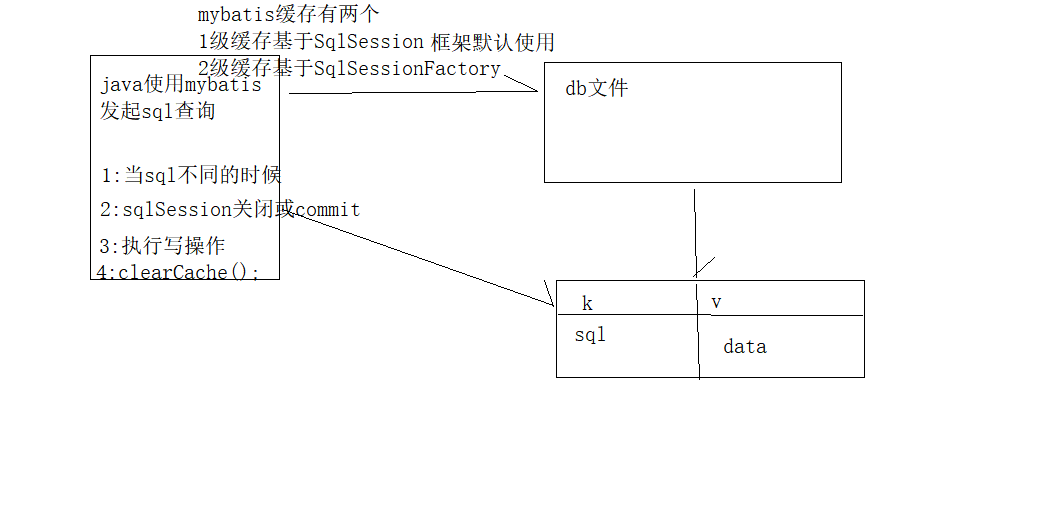 mybatis缓存有两个
1级缓存基于SqlSession 框架默认使用
2级缓存基于SqlSessionFactory
java使用mybatis
发起sql查询
1:当sql不同的时候
2:sqlSession关闭或commit
3:执行写操作
4:clearCache();
db文件
k v
sql
data